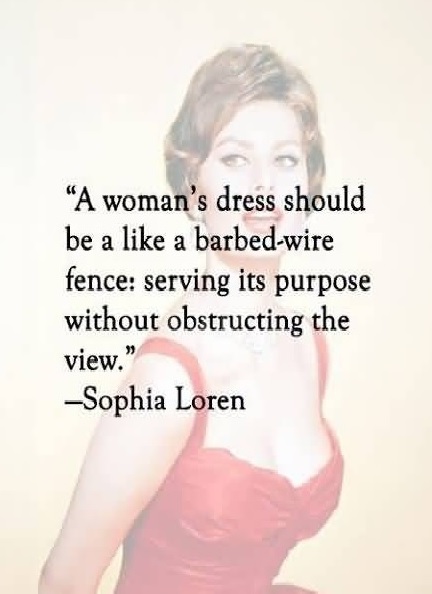 “A woman’s dress should
be a like a barbed-wire
fence: serving its purpose
without obstructing the
view.”
—Sophia Loren